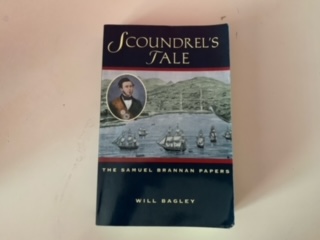 SCOUNDREL'S
TALE
THE SAMUEL BRANNAN PAPERS
WILL BAGLEY